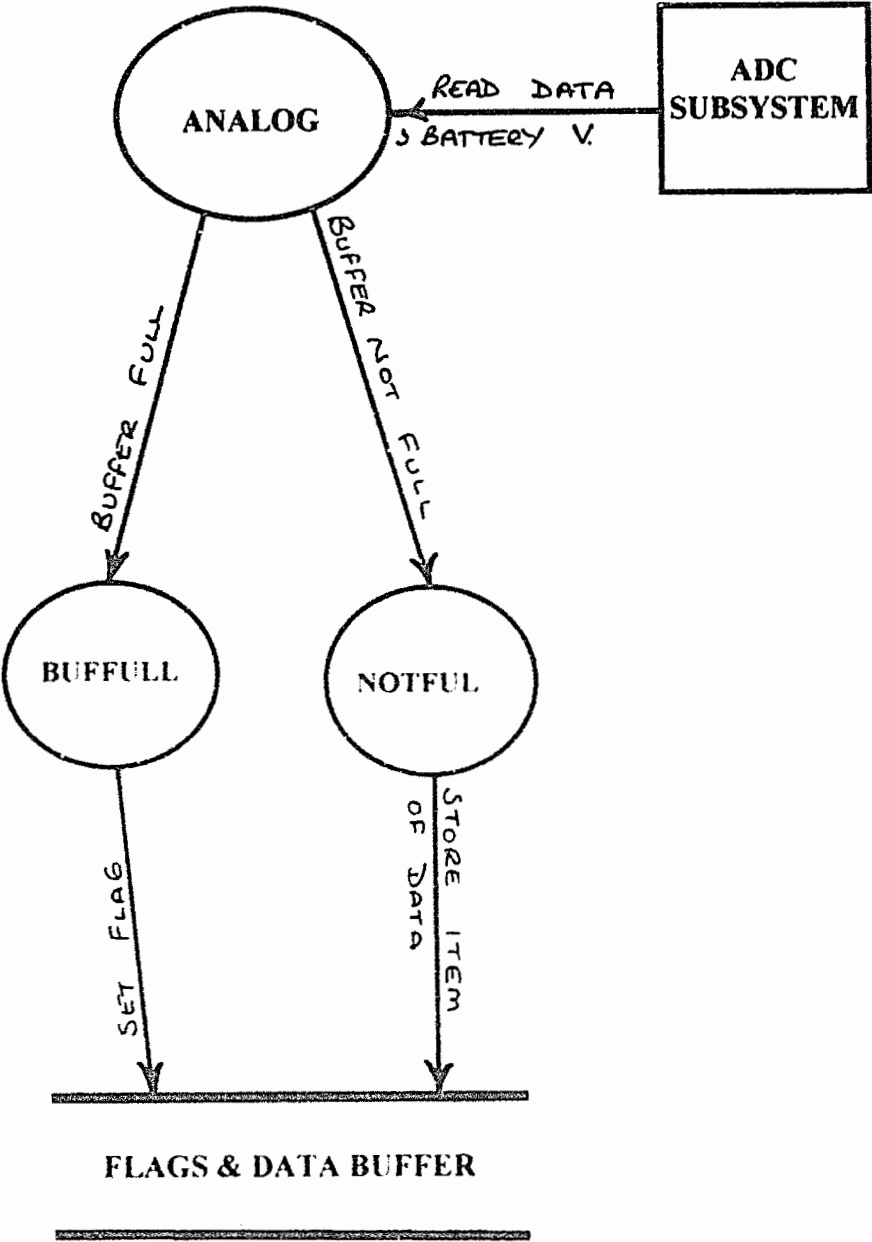 ADC
SUBSYSTEM
READ DATA
BATTERY V.
ANALOG
BUFFER FULL
BUFFER NOT FULL
BUFFULL
NOTFUL
SET FLAG
STORE ITEM
OF DATA
FLAGS & DATA BUFFER